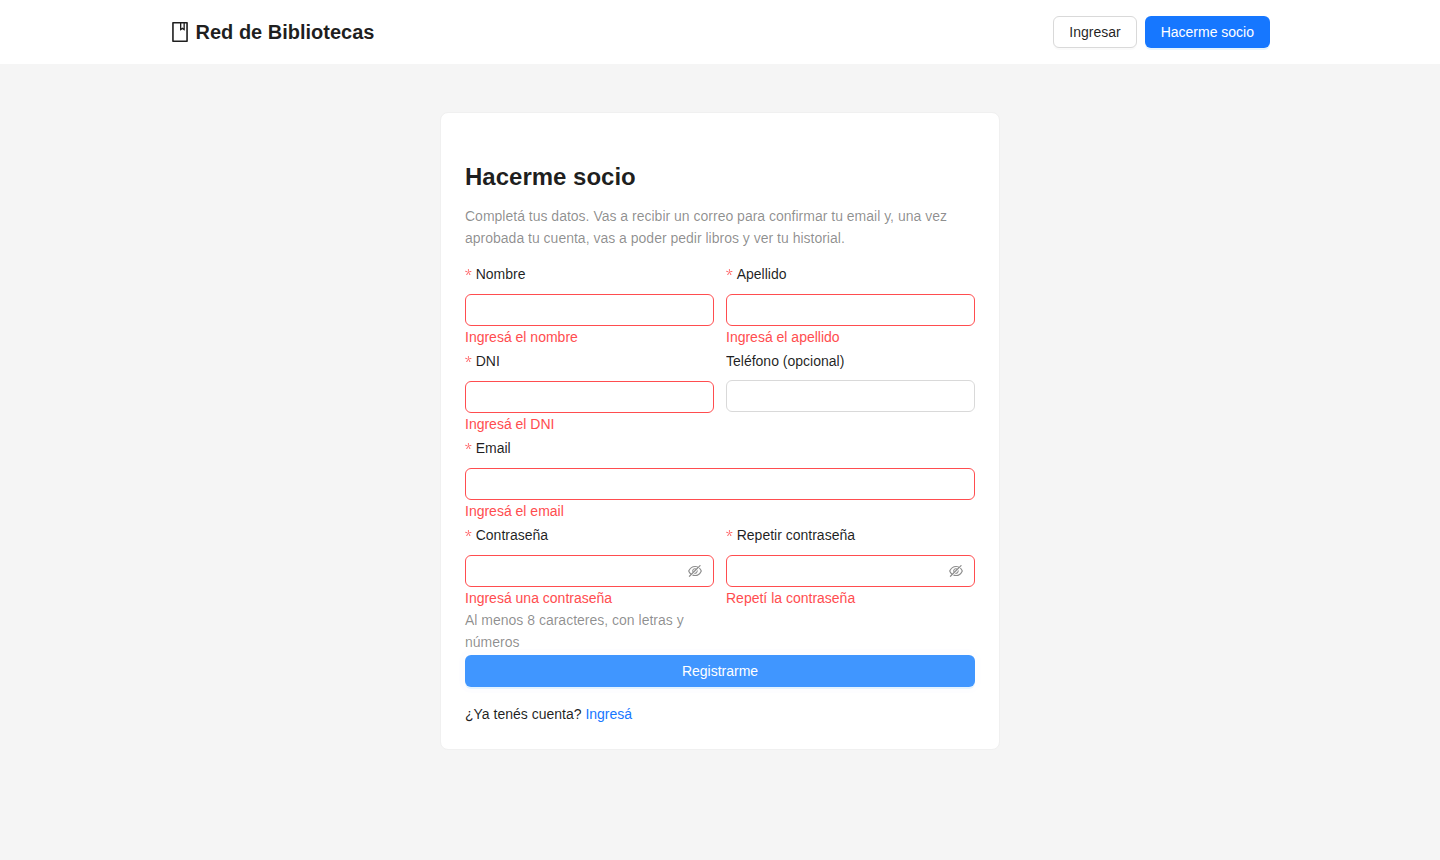 Red de Bibliotecas
Ingresar
Hacerme socio
Hacerme socio
Completá tus datos. Vas a recibir un correo para confirmar tu email y, una vez
aprobada tu cuenta, vas a poder pedir libros y ver tu historial.
* Nombre
* Apellido
Ingresá el nombre
Ingresá el apellido
* DNI
Teléfono (opcional)
Ingresá el DNI
* Email
Ingresá el email
* Contraseña
* Repetir contraseña
Ingresá una contraseña
Repetí la contraseña
Al menos 8 caracteres, con letras y
números
Registrarme
¿Ya tenés cuenta? Ingresá